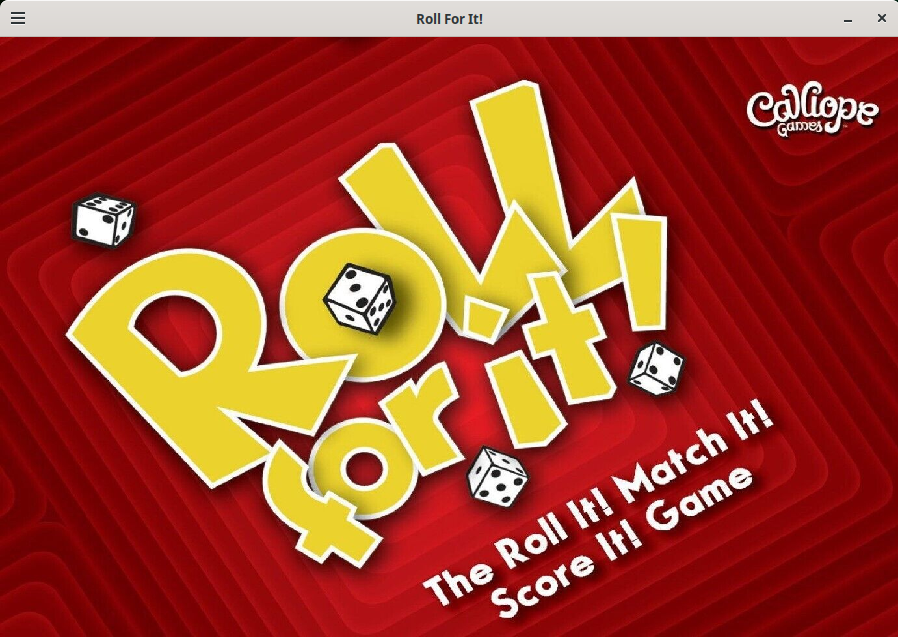 Roll For It!
Calliope
Games
Roll
for it!
The Roll It! Match It!
Score It! Game